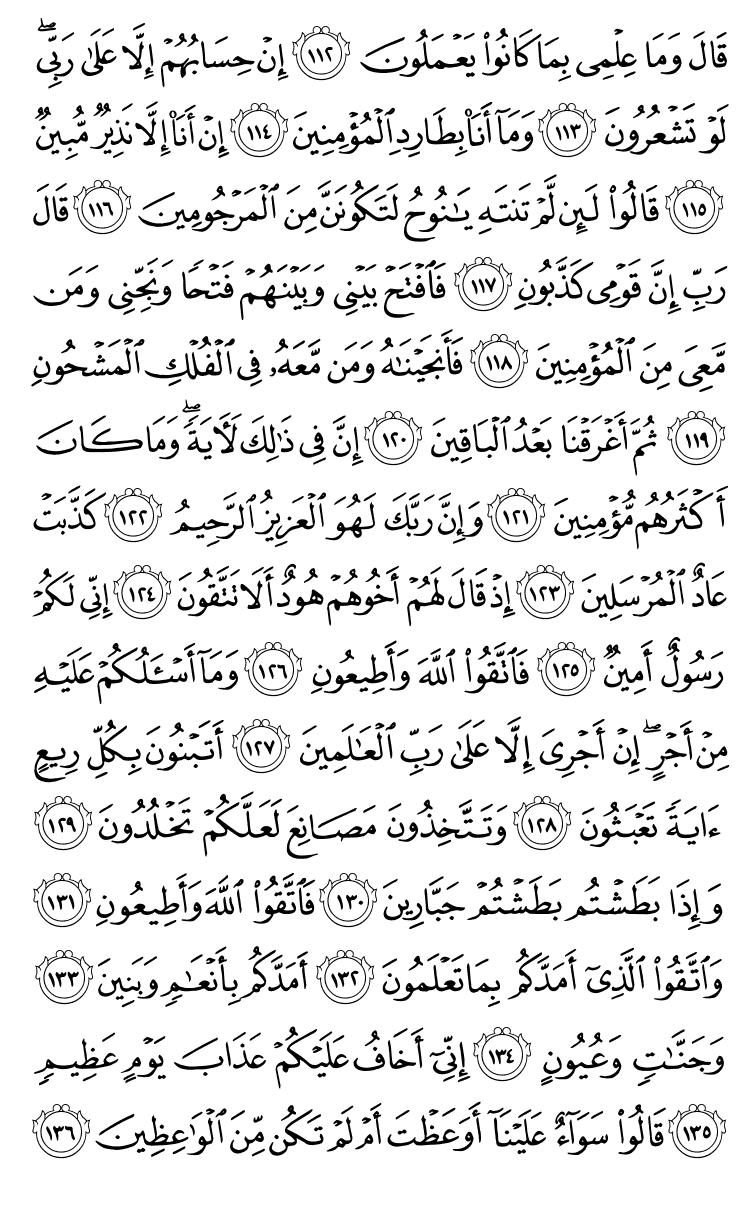 قَالَ وَمَا عِلْمِى بِمَا كَانُوا۟ يَعْمَلُونَ ١١٢ إِنْ حِسَابُهُمْ إِلَّا عَلَىٰ رَبِّى ۖ
لَوْ تَشْعُرُونَ ١١٣ وَمَآ أَنَا۠ بِطَارِدِ ٱلْمُؤْمِنِينَ ١١٤ إِنْ أَنَا۠ إِلَّا نَذِيرٌ مُّبِينٌ
١١٥ قَالُوا۟ لَئِن لَّمْ تَنتَهِ يَـٰنُوحُ لَتَكُونَنَّ مِنَ ٱلْمَرْجُومِينَ ١١٦ قَالَ
رَبِّ إِنَّ قَوْمِى كَذَّبُونِ ١١٧ فَٱفْتَحْ بَيْنِى وَبَيْنَهُمْ فَتْحًا وَنَجِّنِى وَمَن
مَّعِىَ مِنَ ٱلْمُؤْمِنِينَ ١١٨ فَأَنجَيْنَـٰهُ وَمَن مَّعَهُۥ فِى ٱلْفُلْكِ ٱلْمَشْحُونِ
١١٩ ثُمَّ أَغْرَقْنَا بَعْدُ ٱلْبَاقِينَ ١٢٠ إِنَّ فِى ذَٰلِكَ لَـَٔايَةً ۖ وَمَا كَانَ
أَكْثَرُهُم مُّؤْمِنِينَ ١٢١ وَإِنَّ رَبَّكَ لَهُوَ ٱلْعَزِيزُ ٱلرَّحِيمُ ١٢٢ كَذَّبَتْ
عَادٌ ٱلْمُرْسَلِينَ ١٢٣ إِذْ قَالَ لَهُمْ أَخُوهُمْ هُودٌ أَلَا تَتَّقُونَ ١٢٤ إِنِّى لَكُمْ
رَسُولٌ أَمِينٌ ١٢٥ فَٱتَّقُوا۟ ٱللَّهَ وَأَطِيعُونِ ١٢٦ وَمَآ أَسْـَٔلُكُمْ عَلَيْهِ
مِنْ أَجْرٍ ۖ إِنْ أَجْرِىَ إِلَّا عَلَىٰ رَبِّ ٱلْعَـٰلَمِينَ ١٢٧ أَتَبْنُونَ بِكُلِّ رِيعٍ
ءَايَةً تَعْبَثُونَ ١٢٨ وَتَتَّخِذُونَ مَصَانِعَ لَعَلَّكُمْ تَخْلُدُونَ ١٢٩
وَإِذَا بَطَشْتُم بَطَشْتُمْ جَبَّارِينَ ١٣٠ فَٱتَّقُوا۟ ٱللَّهَ وَأَطِيعُونِ ١٣١
وَٱتَّقُوا۟ ٱلَّذِىٓ أَمَدَّكُم بِمَا تَعْلَمُونَ ١٣٢ أَمَدَّكُم بِأَنْعَـٰمٍ وَبَنِينَ ١٣٣
وَجَنَّـٰتٍ وَعُيُونٍ ١٣٤ إِنِّىٓ أَخَافُ عَلَيْكُمْ عَذَابَ يَوْمٍ عَظِيمٍ
١٣٥ قَالُوا۟ سَوَآءٌ عَلَيْنَآ أَوَعَظْتَ أَمْ لَمْ تَكُن مِّنَ ٱلْوَٰعِظِينَ ١٣٦